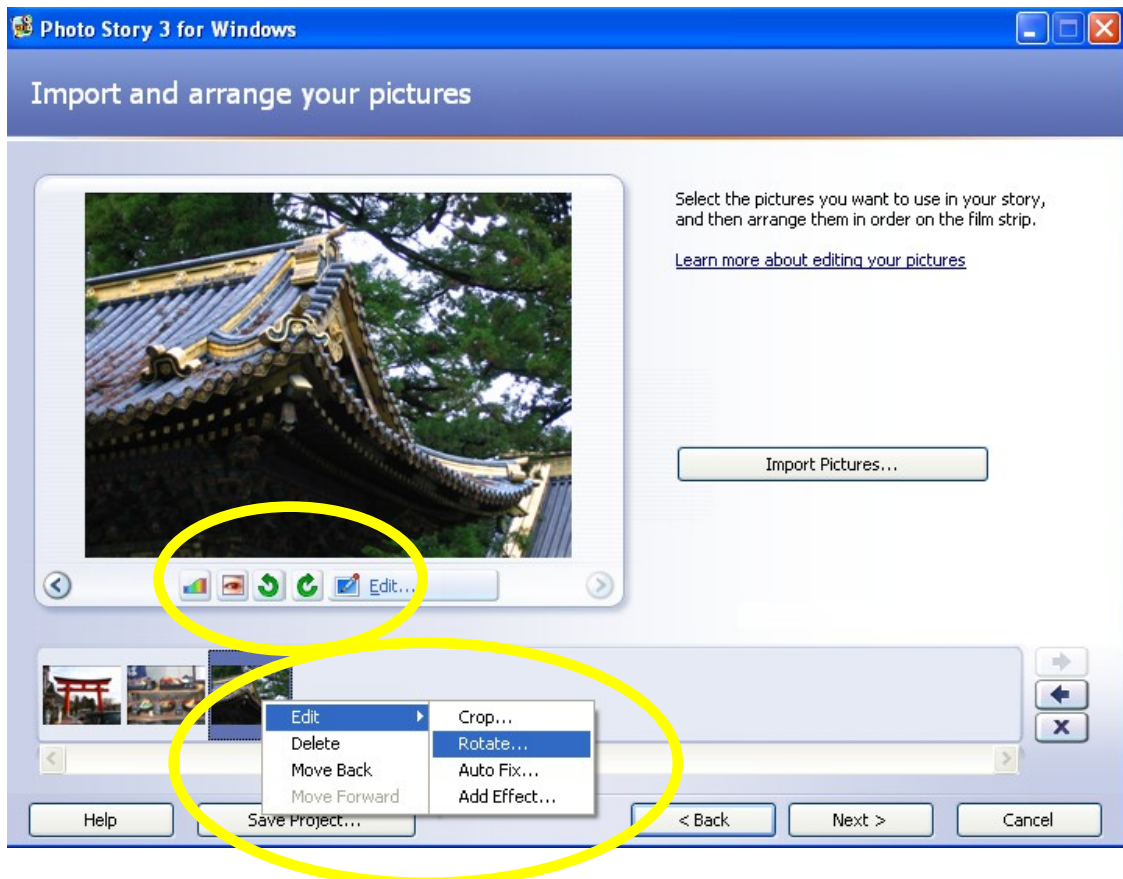 Photo Story 3 for Windows
Import and arrange your pictures
Select the pictures you want to use in your story,
and then arrange them in order on the film strip.
Learn more about editing your pictures
Import Pictures...
Edit...
Edit
Delete
Move Back
Move Forward
Crop...
Rotate...
Auto Fix...
Add Effect...
Help
Save Project...
< Back
Next >
Cancel